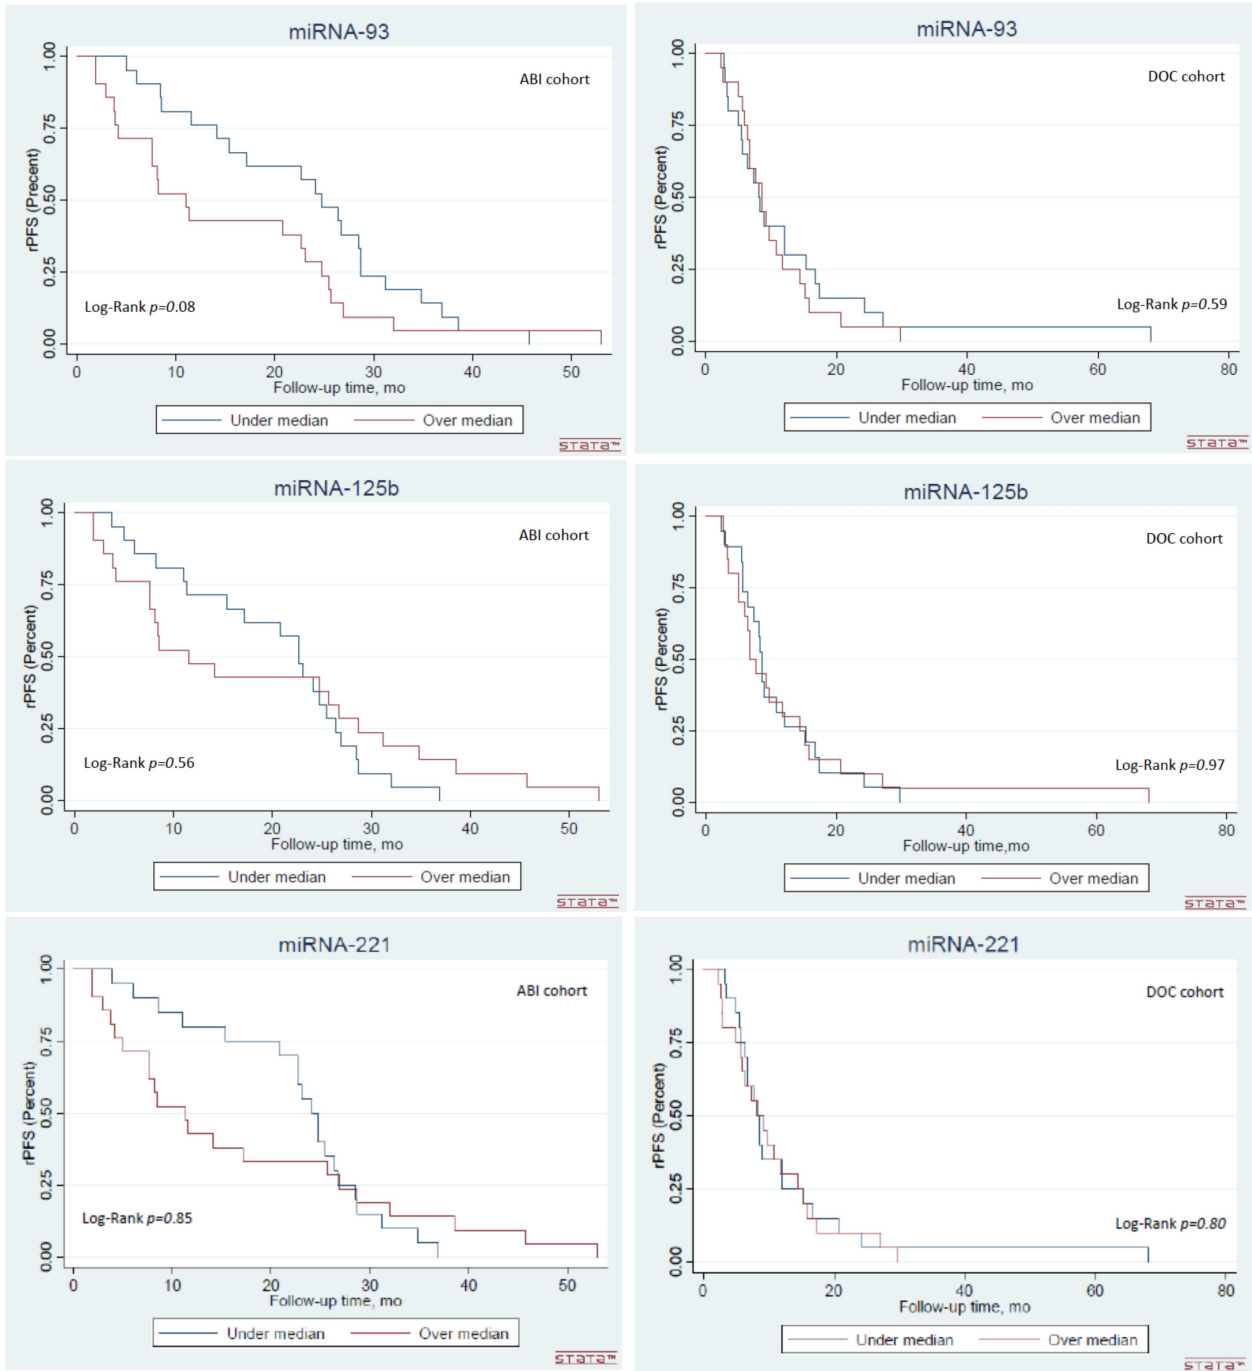 miRNA-93
ABI cohort
rPFS (Precent)
1.00
0.75
0.50
0.25
0.00
Log-Rank p=0.08
0 10 20 30 40 50
Follow-up time, mo
Under median Over median
STATA™
miRNA-93
DOC cohort
rPFS (Percent)
1.00
0.75
0.50
0.25
0.00
Log-Rank p=0.59
0 20 40 60 80
Follow-up time, mo
Under median Over median
STATA™
miRNA-125b
ABI cohort
rPFS (Percent)
1.00
0.75
0.50
0.25
0.00
Log-Rank p=0.56
0 10 20 30 40 50
Follow-up time, mo
Under median Over median
STATA™
miRNA-125b
DOC cohort
rPFS (Percent)
1.00
0.75
0.50
0.25
0.00
Log-Rank p=0.97
0 20 40 60 80
Follow-up time,mo
Under median Over median
STATA™
miRNA-221
ABI cohort
rPFS (Percent)
1.00
0.75
0.50
0.25
0.00
Log-Rank p=0.85
0 10 20 30 40 50
Follow-up time, mo
Under median Over median
STATA™
miRNA-221
DOC cohort
rPFS (Percent)
1.00
0.75
0.50
0.25
0.00
Log-Rank p=0.80
0 20 40 60 80
Follow-up time, mo
Under median Over median
STATA™